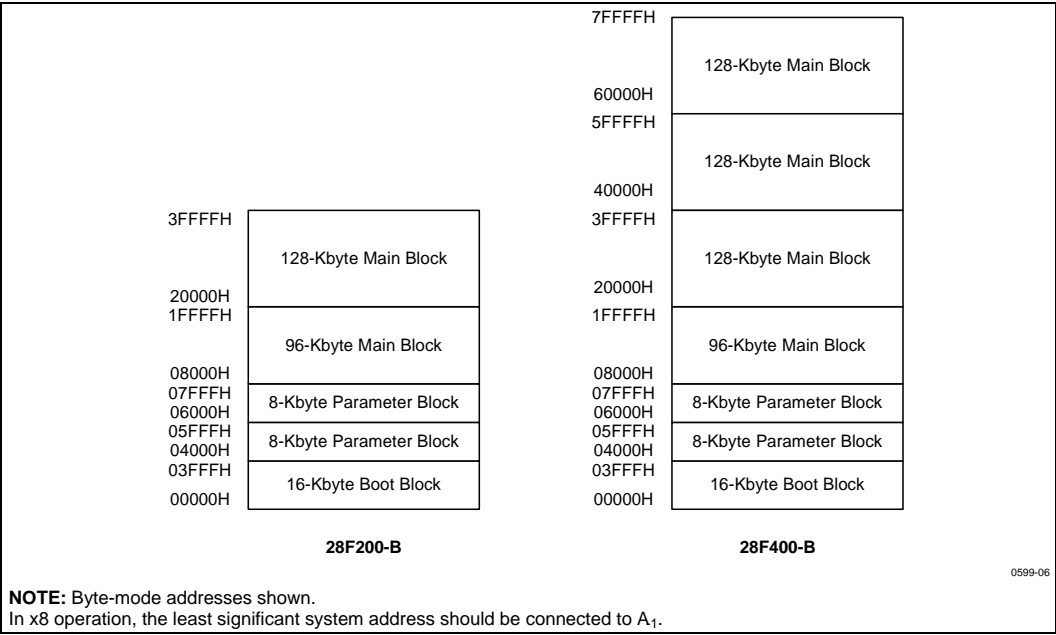 7FFFFH
128-Kbyte Main Block
60000H
5FFFFH
128-Kbyte Main Block
40000H
3FFFFH
3FFFFH
128-Kbyte Main Block
128-Kbyte Main Block
20000H
20000H
1FFFFH
1FFFFH
96-Kbyte Main Block
96-Kbyte Main Block
08000H
08000H
07FFFH
07FFFH
8-Kbyte Parameter Block
8-Kbyte Parameter Block
06000H
06000H
05FFFH
05FFFH
8-Kbyte Parameter Block
8-Kbyte Parameter Block
04000H
04000H
03FFFH
03FFFH
16-Kbyte Boot Block
16-Kbyte Boot Block
00000H
00000H
28F200-B
28F400-B
0599-06
NOTE: Byte-mode addresses shown.
In x8 operation, the least significant system address should be connected to A₁.